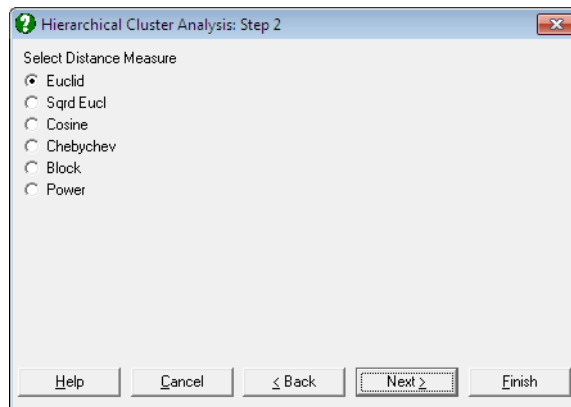 Hierarchical Cluster Analysis: Step 2
Select Distance Measure
Euclid
Sqrd Eucl
Cosine
Chebychev
Block
Power
Help Cancel < Back Next > Finish